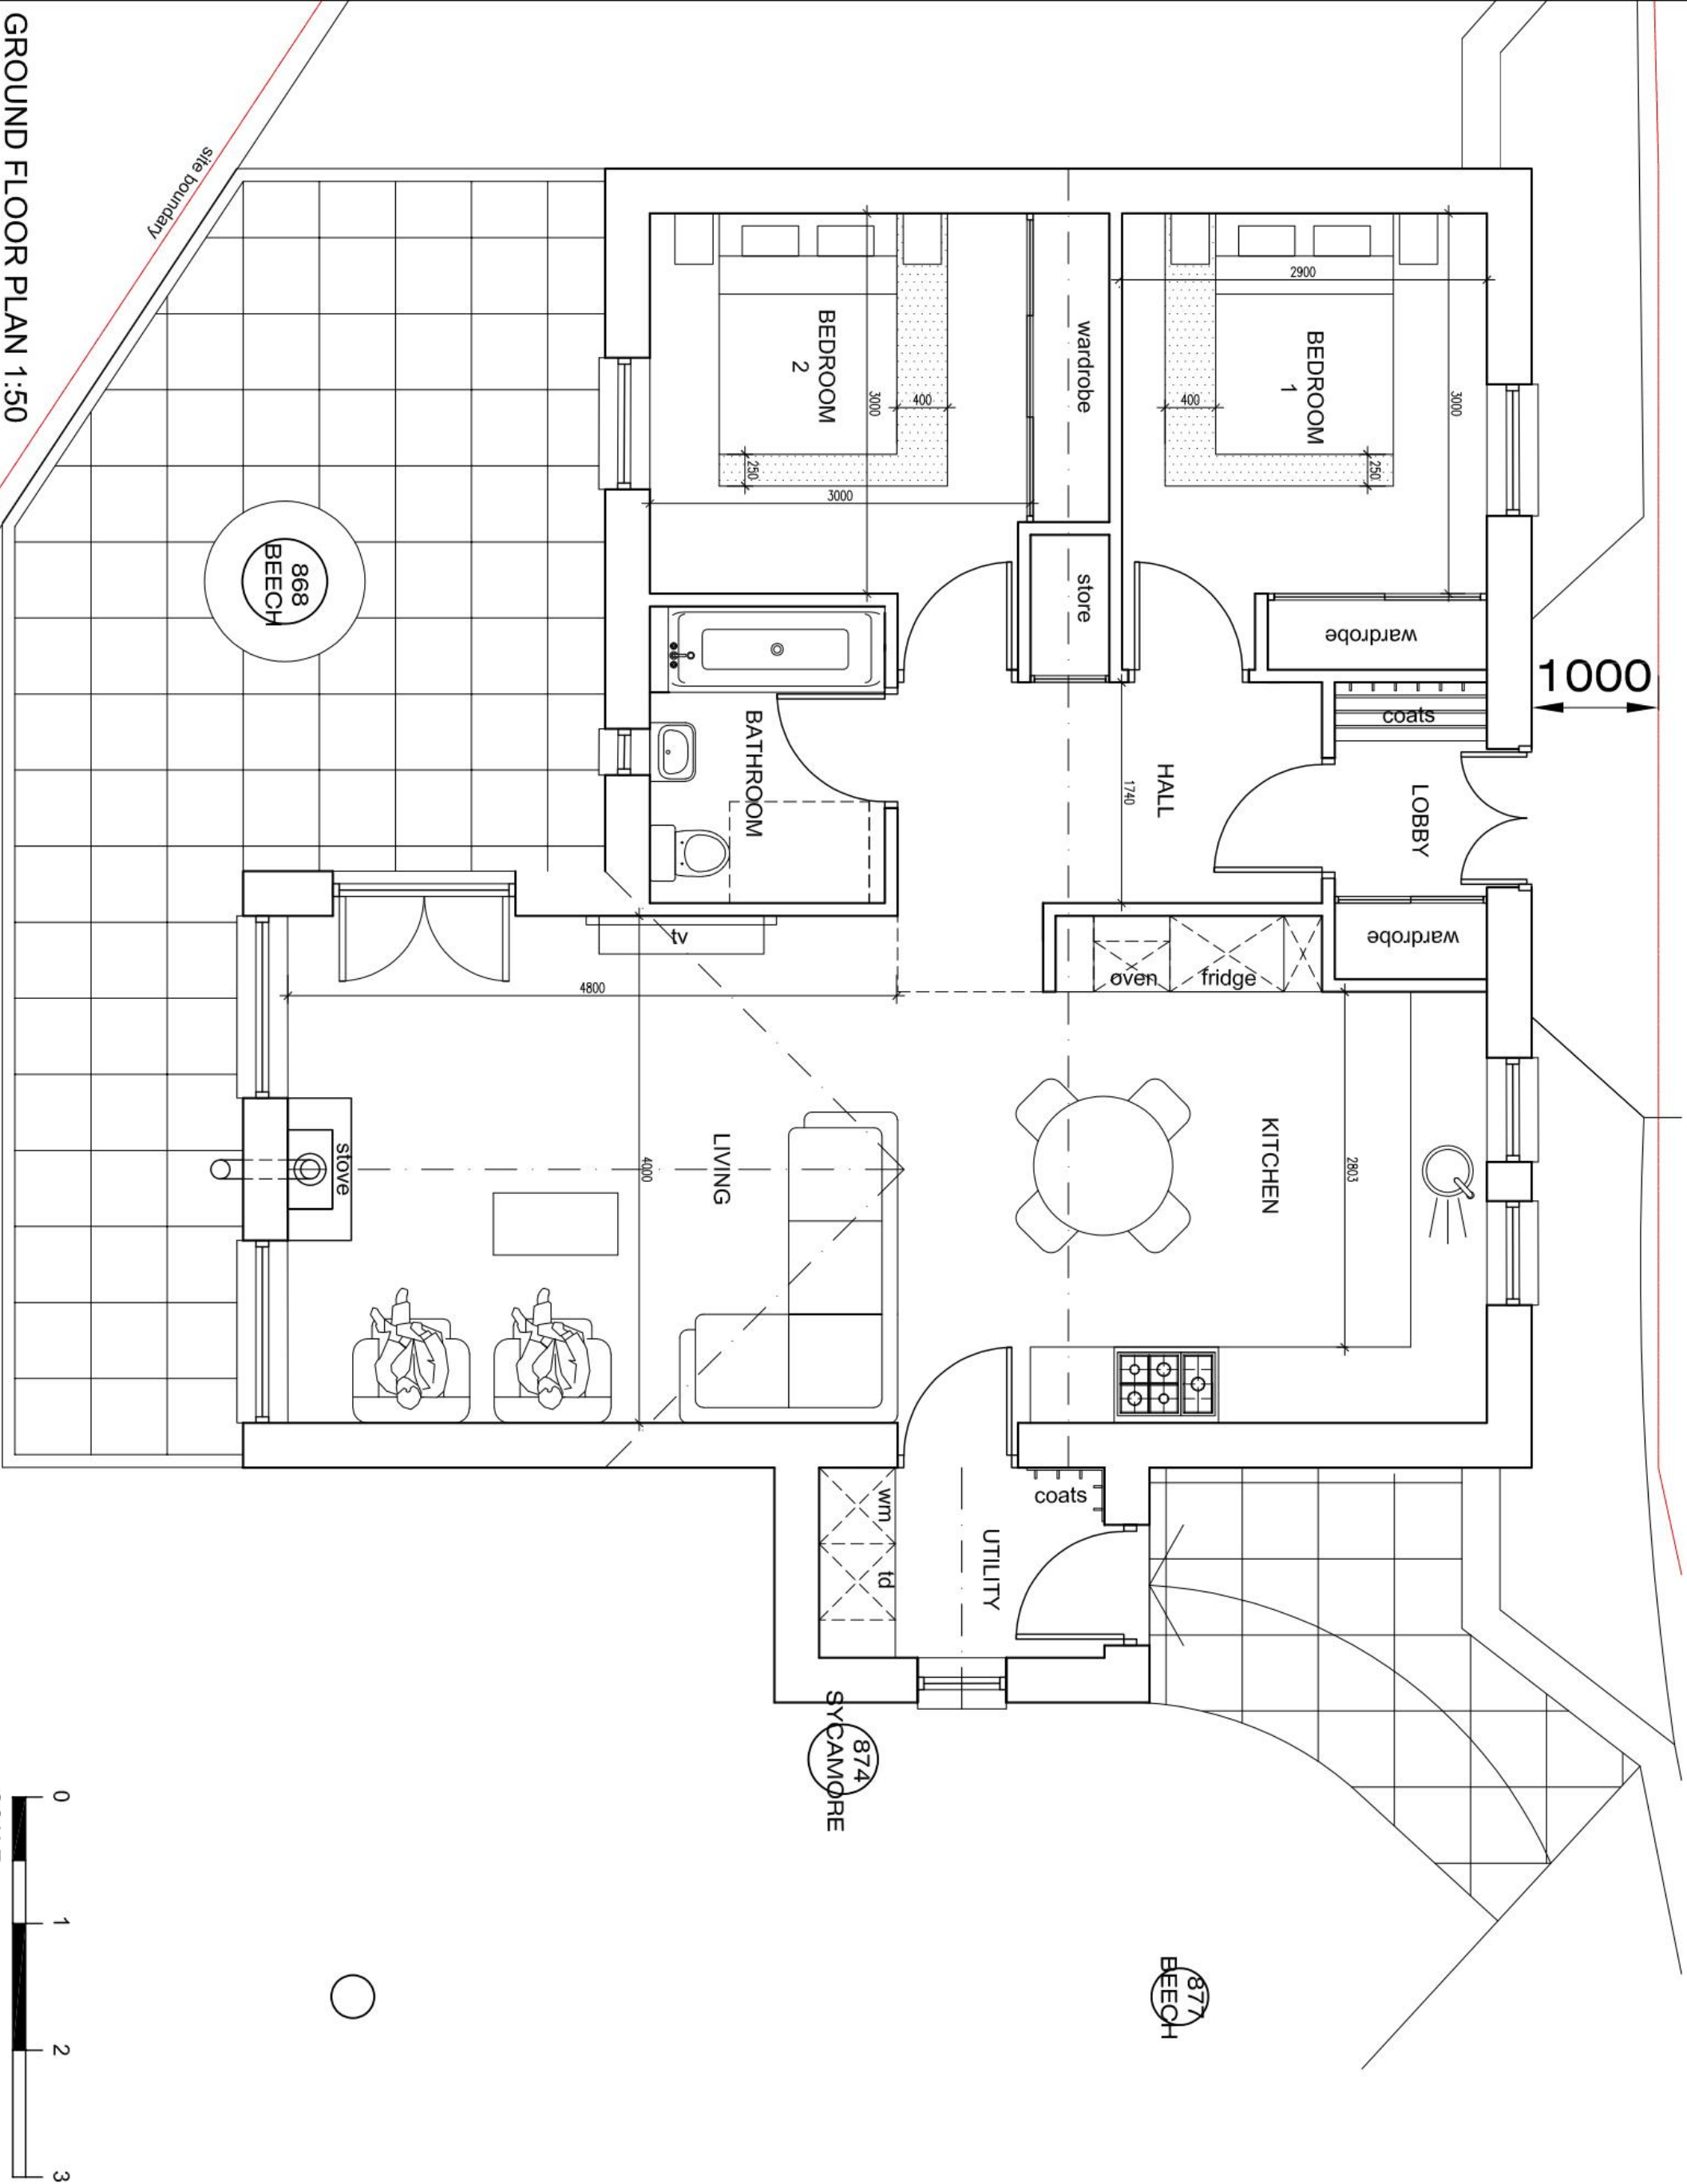 GROUND FLOOR PLAN 1:50
site boundary
1000
BEDROOM
1
2900
3000
400
250
wardrobe
BEDROOM
2
3000
400
250
3000
wardrobe
store
868
BEECH
coats
LOBBY
wardrobe
HALL
1740
BATHROOM
tv
oven
fridge
4800
KITCHEN
2803
LIVING
4000
stove
coats
UTILITY
wm
td
874
SYCAMORE
877
BEECH
0
1
2
3